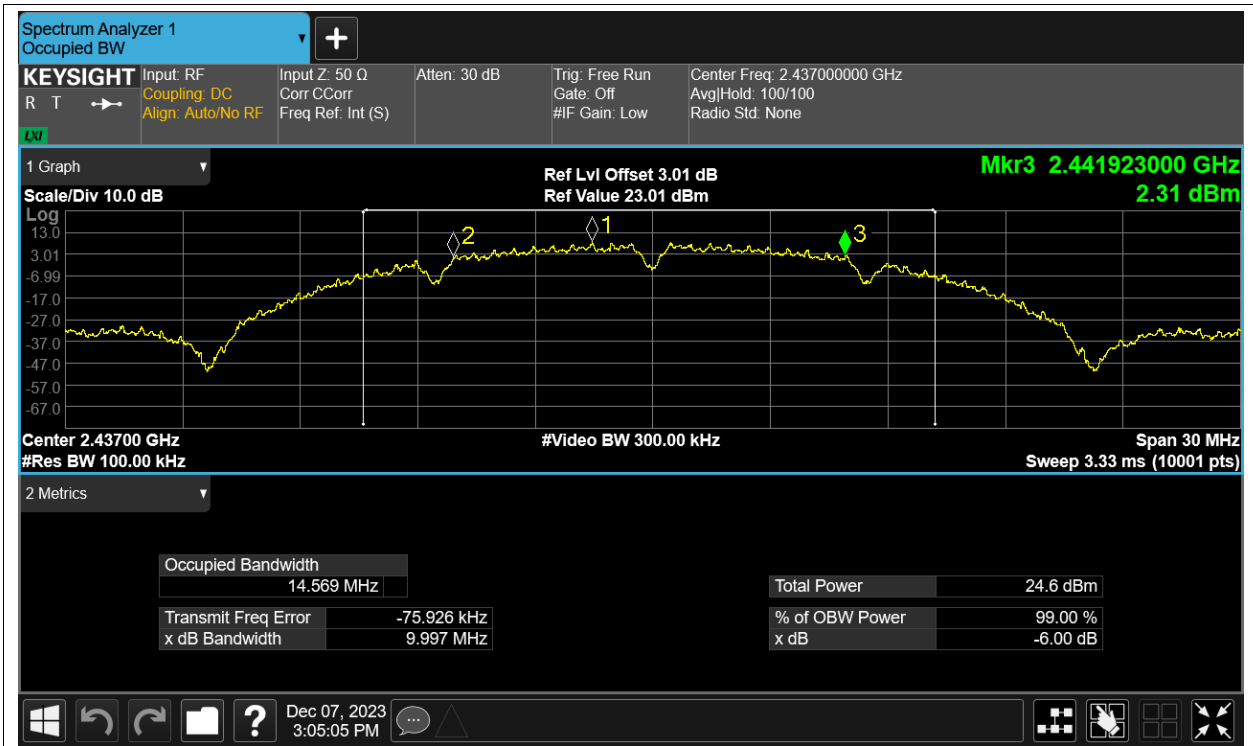 Spectrum Analyzer 1
Occupied BW
KEYSIGHT
R T
LXI
Input: RF
Coupling: DC
Align: Auto/No RF
Input Z: 50 Ω
Corr CCorr
Freq Ref: Int (S)
Atten: 30 dB
Trig: Free Run
Gate: Off
#IF Gain: Low
Center Freq: 2.437000000 GHz
Avg|Hold: 100/100
Radio Std: None
1 Graph
Scale/Div 10.0 dB
Ref Lvl Offset 3.01 dB
Ref Value 23.01 dBm
Mkr3 2.441923000 GHz
2.31 dBm
Log
13.0
3.01
-6.99
-17.0
-27.0
-37.0
-47.0
-57.0
-67.0
2
1
3
Center 2.43700 GHz
#Res BW 100.00 kHz
#Video BW 300.00 kHz
Span 30 MHz
Sweep 3.33 ms (10001 pts)
2 Metrics
Occupied Bandwidth
14.569 MHz
Transmit Freq Error -75.926 kHz
x dB Bandwidth 9.997 MHz
Total Power 24.6 dBm
% of OBW Power 99.00 %
x dB -6.00 dB
?
Dec 07, 2023
3:05:05 PM